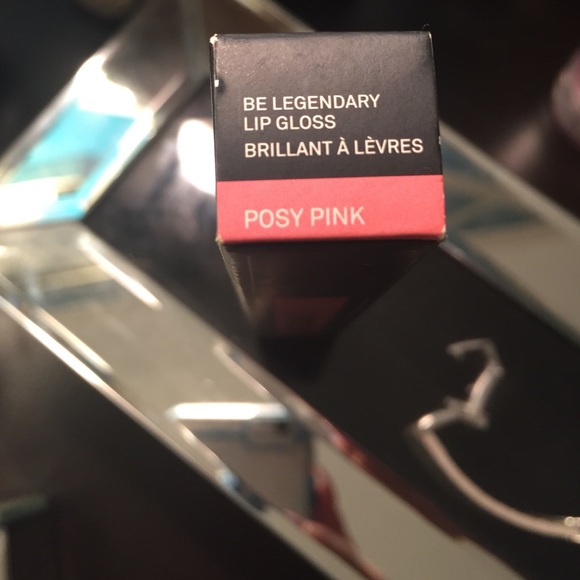 BE LEGENDARY
LIP GLOSS
BRILLANT À LÈVRES
POSY PINK